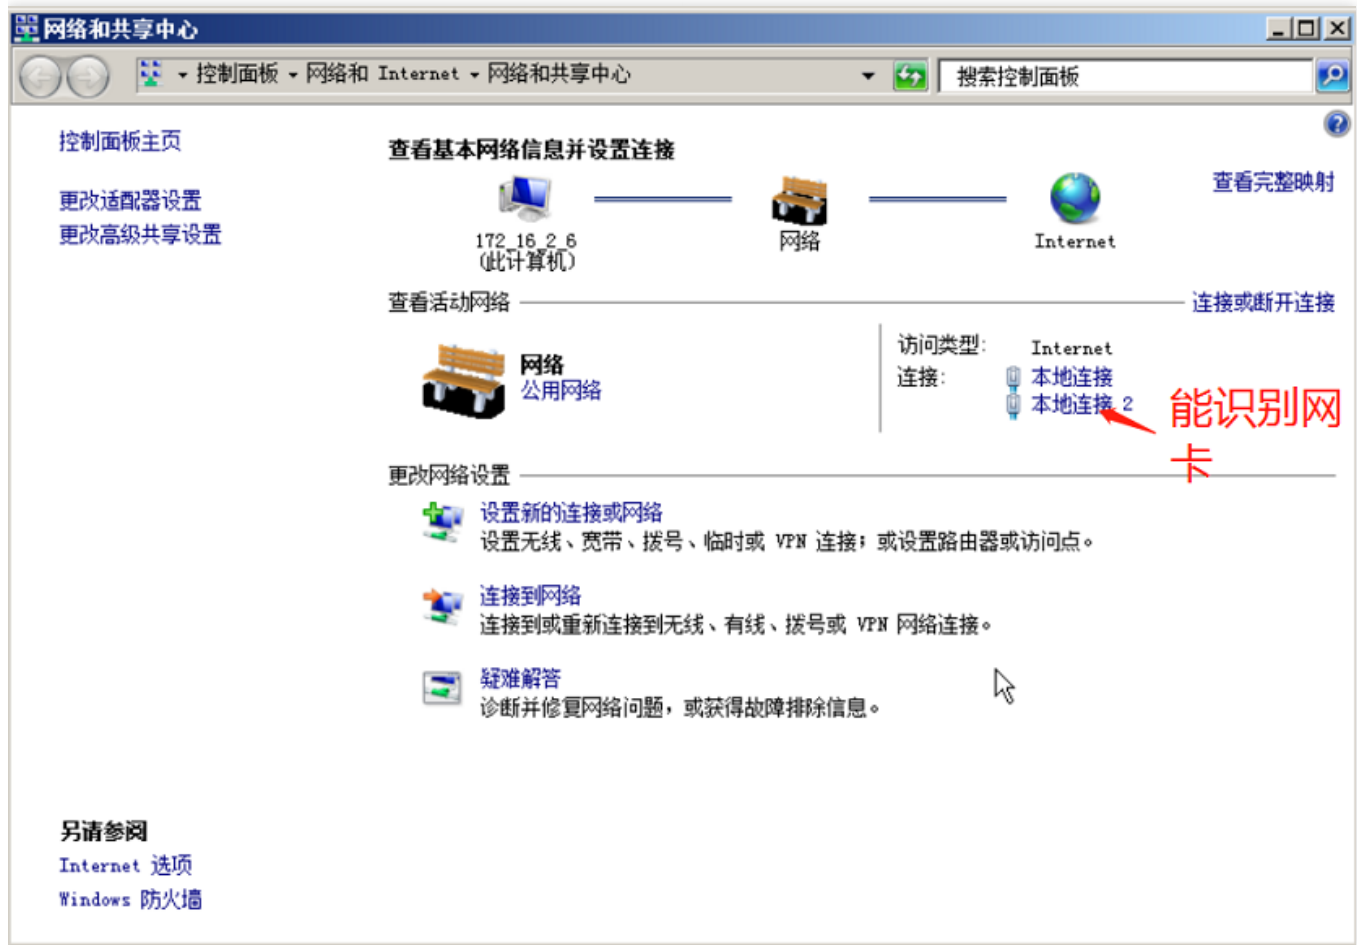 网络和共享中心
控制面板 网络和 Internet 网络和共享中心 搜索控制面板
控制面板主页
更改适配器设置
更改高级共享设置
查看基本网络信息并设置连接
查看完整映射
172_16_2_6
(此计算机)
网络
Internet
查看活动网络
连接或断开连接
网络
公用网络
访问类型: Internet
连接: 本地连接
本地连接 2
能识别网
卡
更改网络设置
设置新的连接或网络
设置无线、宽带、拨号、临时或 VPN 连接；或设置路由器或访问点。
连接到网络
连接到或重新连接到无线、有线、拨号或 VPN 网络连接。
疑难解答
诊断并修复网络问题，或获得故障排除信息。
另请参阅
Internet 选项
Windows 防火墙